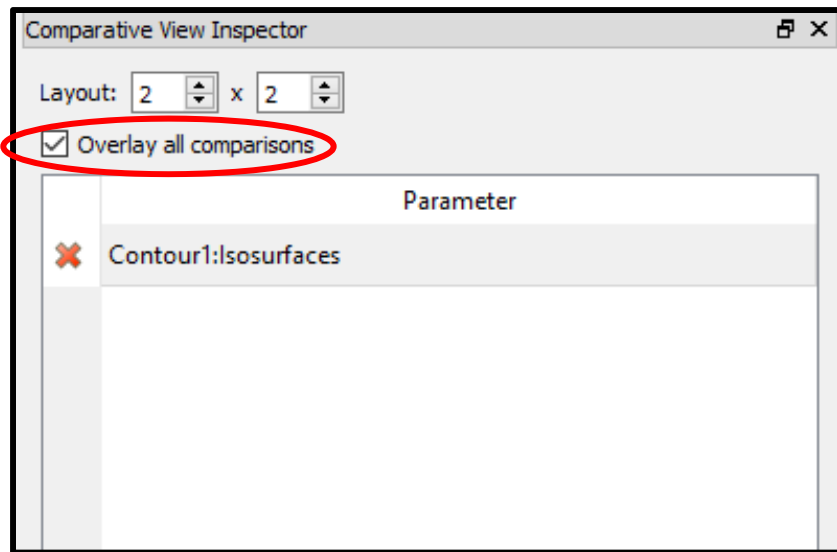 Comparative View Inspector
Layout: 2 x 2
Overlay all comparisons
Parameter
Contour1:Isosurfaces